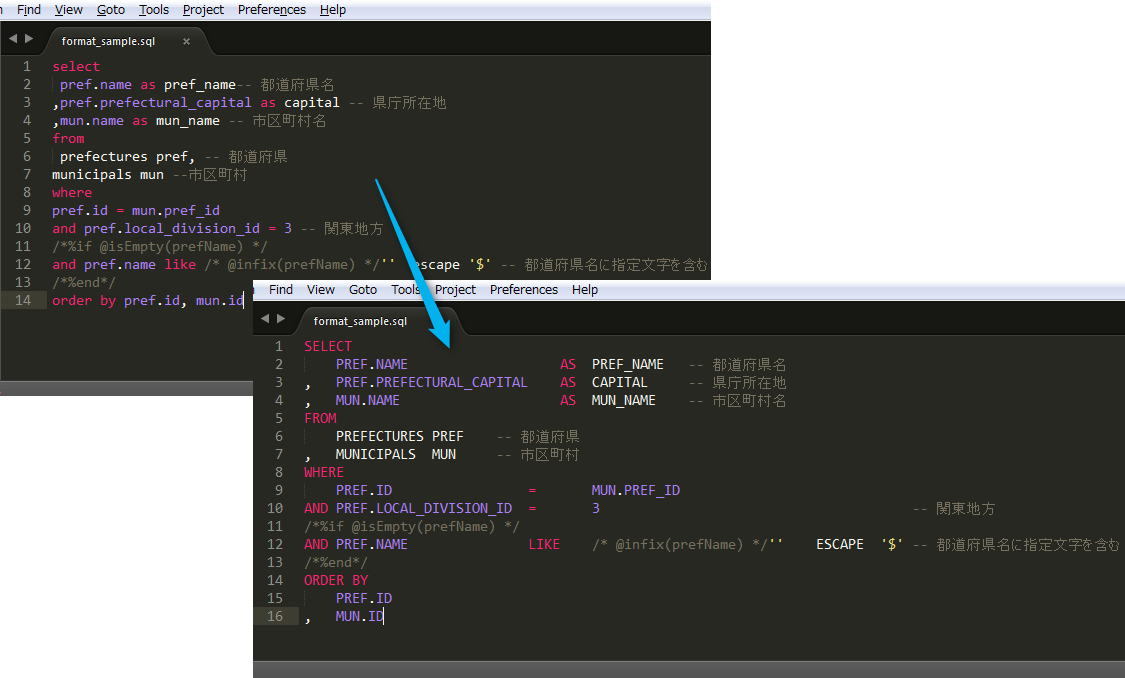 Find View Goto Tools Project Preferences Help
format_sample.sql ×
1 select
2 pref.name as pref_name-- 都道府県名
3 ,pref.prefectural_capital as capital -- 県庁所在地
4 ,mun.name as mun_name -- 市区町村名
5 from
6 prefectures pref, -- 都道府県
7 municipals mun --市区町村
8 where
9 pref.id = mun.pref_id
10 and pref.local_division_id = 3 -- 関東地方
11 /*%if @isEmpty(prefName) */
12 and pref.name like /* @infix(prefName) */'' escape '$' -- 都道府県名に指定文字を含む
13 /*%end*/
14 order by pref.id, mun.id
Find View Goto Tools Project Preferences Help
format_sample.sql
1 SELECT
2 PREF.NAME AS PREF_NAME -- 都道府県名
3 , PREF.PREFECTURAL_CAPITAL AS CAPITAL -- 県庁所在地
4 , MUN.NAME AS MUN_NAME -- 市区町村名
5 FROM
6 PREFECTURES PREF -- 都道府県
7 , MUNICIPALS MUN -- 市区町村
8 WHERE
9 PREF.ID = MUN.PREF_ID
10 AND PREF.LOCAL_DIVISION_ID = 3 -- 関東地方
11 /*%if @isEmpty(prefName) */
12 AND PREF.NAME LIKE /* @infix(prefName) */'' ESCAPE '$' -- 都道府県名に指定文字を含む
13 /*%end*/
14 ORDER BY
15 PREF.ID
16 , MUN.ID